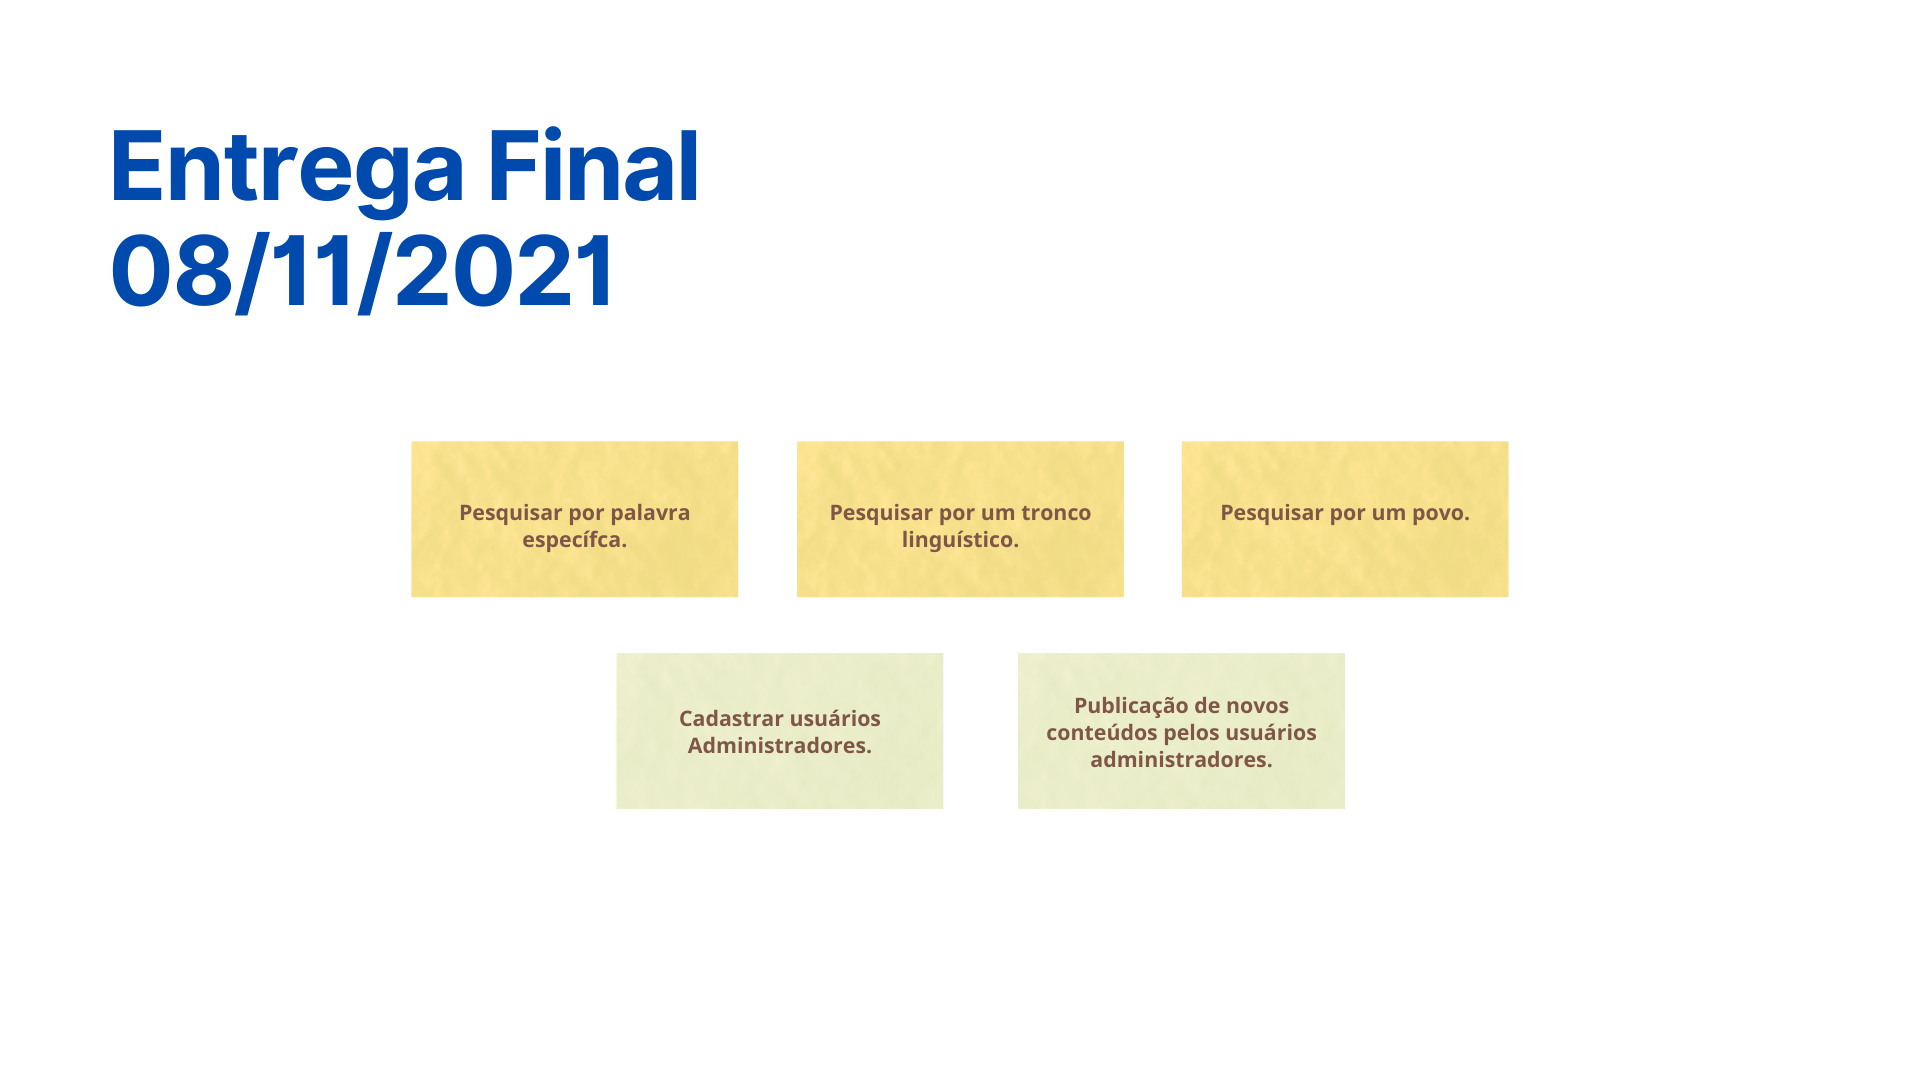 Entrega Final
08/11/2021
Pesquisar por palavra
específca.
Pesquisar por um tronco
linguístico.
Pesquisar por um povo.
Cadastrar usuários
Administradores.
Publicação de novos
conteúdos pelos usuários
administradores.